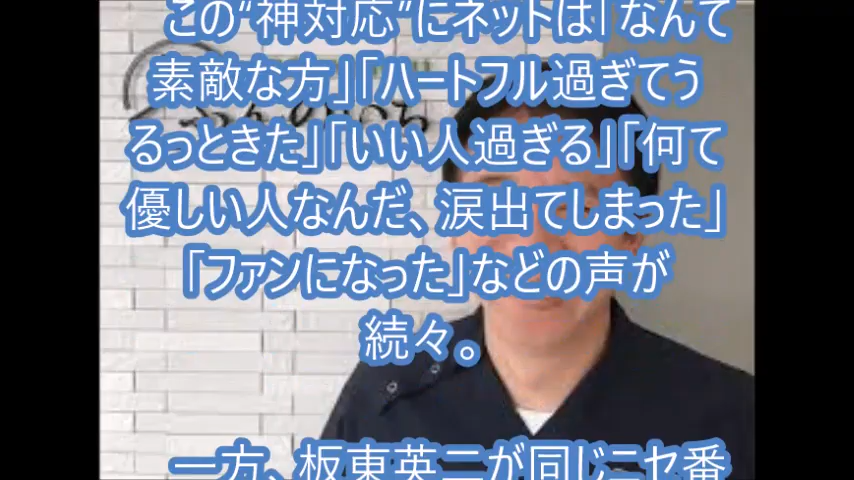 この“神対応”にネットは「なんて
素敵な方」「ハートフル過ぎてう
るっときた」「いい人過ぎる」「何て
優しい人なんだ、涙出てしまった」
「ファンになった」などの声が
続々。
一方、板東英二が同じニセ番